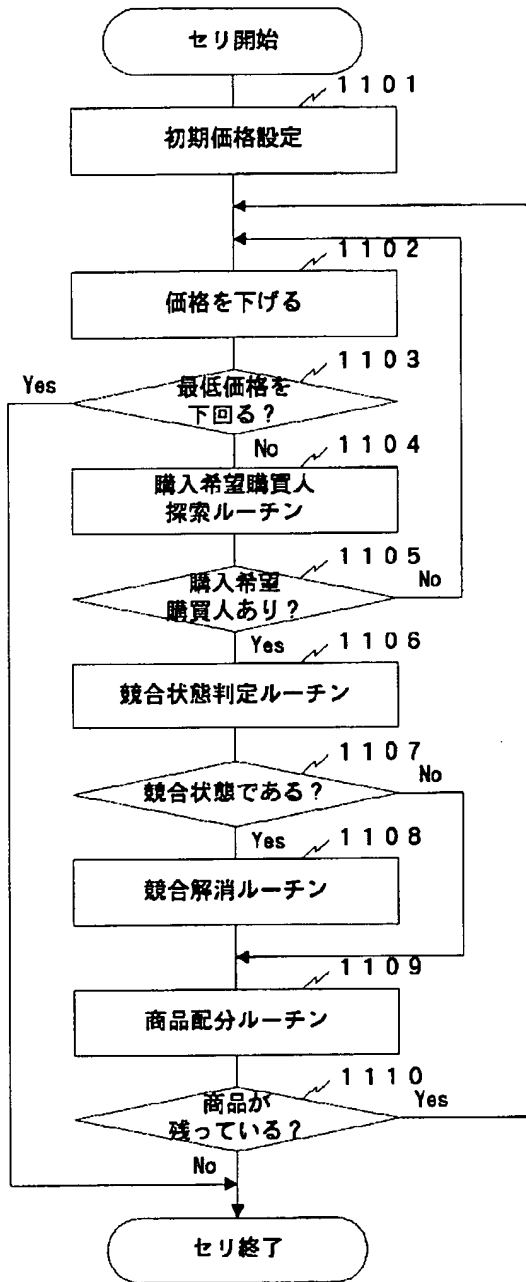 セリ開始
1101
初期価格設定
1102
価格を下げる
1103
Yes
最低価格を
下回る?
No
1104
購入希望購買人
探索ルーチン
1105
購入希望
購買人あり?
No
Yes
1106
競合状態判定ルーチン
1107
競合状態である?
No
Yes
1108
競合解消ルーチン
1109
商品配分ルーチン
1110
商品が
残っている?
Yes
No
セリ終了